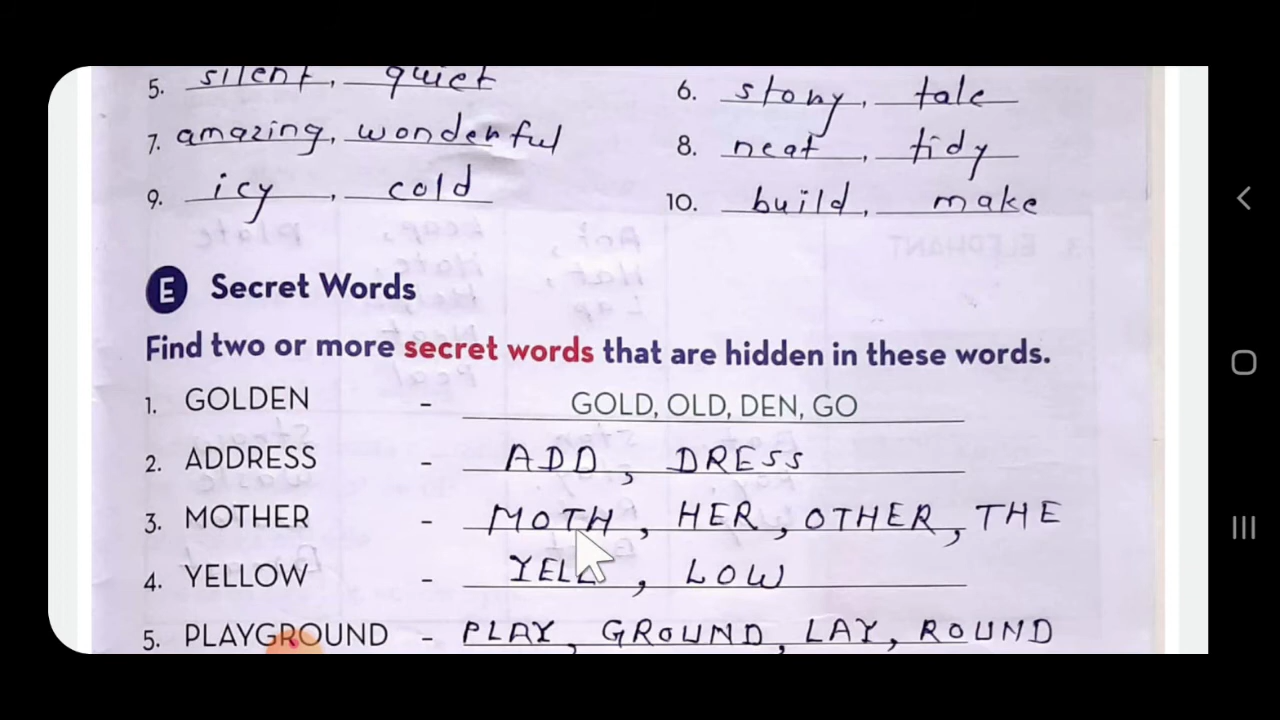 5. silent, quiet 6. story, tale
7. amazing, wonderful 8. neat, tidy
9. icy, cold 10. build, make
E Secret Words
Find two or more secret words that are hidden in these words.
1. GOLDEN - GOLD, OLD, DEN, GO
2. ADDRESS - ADD, DRESS
3. MOTHER - MOTH, HER, OTHER, THE
4. YELLOW - YELL, LOW
5. PLAYGROUND - PLAY, GROUND, LAY, ROUND